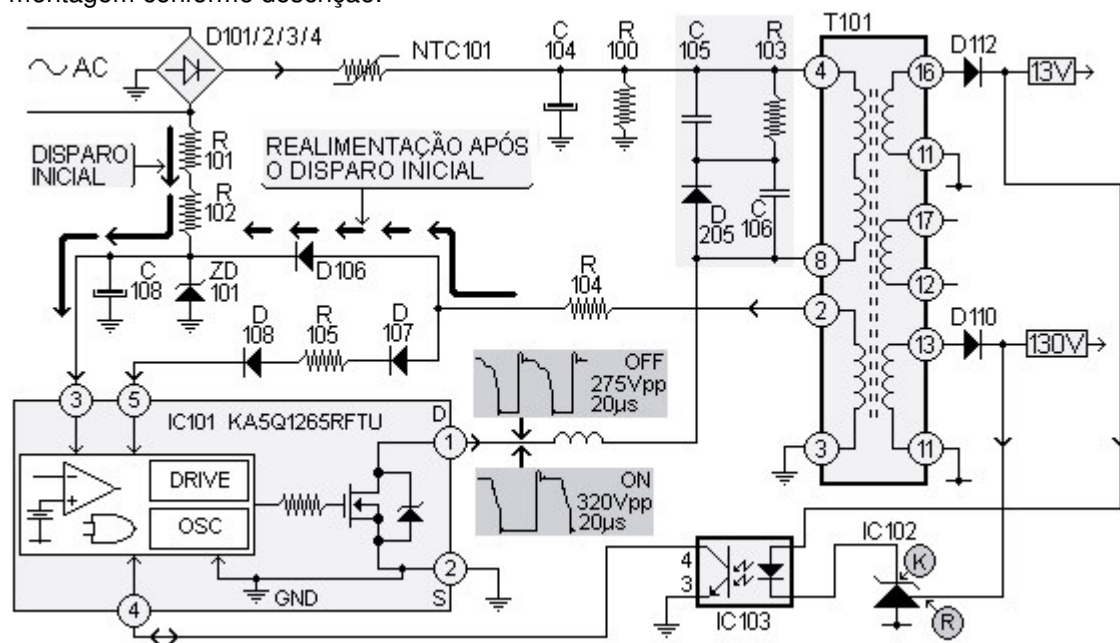 montagem conforme descrição.
D101/2/3/4
AC
NTC101
C
104
R
100
C
105
R
103
T101
D112
13V
DISPARO
INICIAL
R
101
R
102
REALIMENTAÇÃO APÓS
O DISPARO INICIAL
D
205
C
106
4
16
11
17
8
12
C
108
ZD
101
D106
R
104
2
D110
13
130V
D
108
R
105
D
107
3
5
IC101 KA5Q1265RFTU
D
1
OFF
275Vpp
20µs
3
11
DRIVE
OSC
ON
320Vpp
20µs
GND
S
2
4
4
3
IC103
IC102
K
R